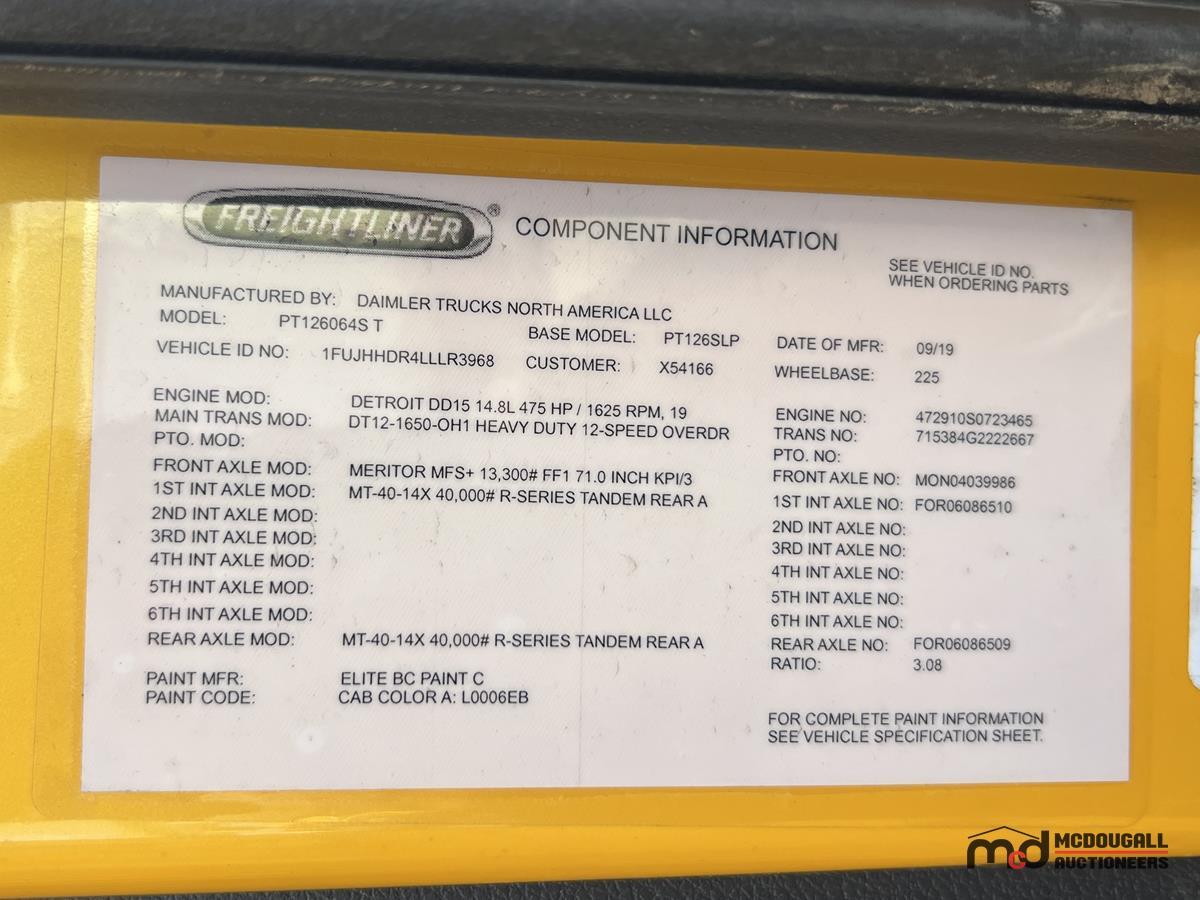 FREIGHTLINER® COMPONENT INFORMATION
SEE VEHICLE ID NO.
WHEN ORDERING PARTS
MANUFACTURED BY: DAIMLER TRUCKS NORTH AMERICA LLC
MODEL: PT126064S T BASE MODEL: PT126SLP DATE OF MFR: 09/19
VEHICLE ID NO: 1FUJHHDR4LLLR3968 CUSTOMER: X54166 WHEELBASE: 225
ENGINE MOD: DETROIT DD15 14.8L 475 HP / 1625 RPM, 19 ENGINE NO: 472910S0723465
MAIN TRANS MOD: DT12-1650-OH1 HEAVY DUTY 12-SPEED OVERDR TRANS NO: 715384G2222667
PTO. MOD: PTO. NO:
FRONT AXLE MOD: MERITOR MFS+ 13,300# FF1 71.0 INCH KPI/3 FRONT AXLE NO: MON04039986
1ST INT AXLE MOD: MT-40-14X 40,000# R-SERIES TANDEM REAR A 1ST INT AXLE NO: FOR06086510
2ND INT AXLE MOD: 2ND INT AXLE NO:
3RD INT AXLE MOD: 3RD INT AXLE NO:
4TH INT AXLE MOD: 4TH INT AXLE NO:
5TH INT AXLE MOD: 5TH INT AXLE NO:
6TH INT AXLE MOD: 6TH INT AXLE NO:
REAR AXLE MOD: MT-40-14X 40,000# R-SERIES TANDEM REAR A REAR AXLE NO: FOR06086509
RATIO: 3.08
PAINT MFR: ELITE BC PAINT C
PAINT CODE: CAB COLOR A: L0006EB
FOR COMPLETE PAINT INFORMATION
SEE VEHICLE SPECIFICATION SHEET.
mcd MCDOUGALL
AUCTIONEERS